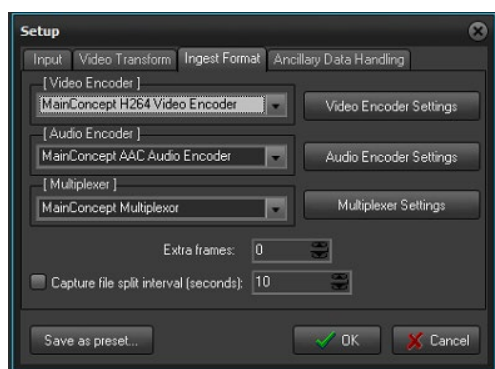 Setup
Input Video Transform Ingest Format Ancillary Data Handling
[ Video Encoder ]
MainConcept H264 Video Encoder Video Encoder Settings
[ Audio Encoder ]
MainConcept AAC Audio Encoder Audio Encoder Settings
[ Multiplexer ]
MainConcept Multiplexor Multiplexer Settings
Extra frames: 0
Capture file split interval (seconds): 10
Save as preset... OK Cancel